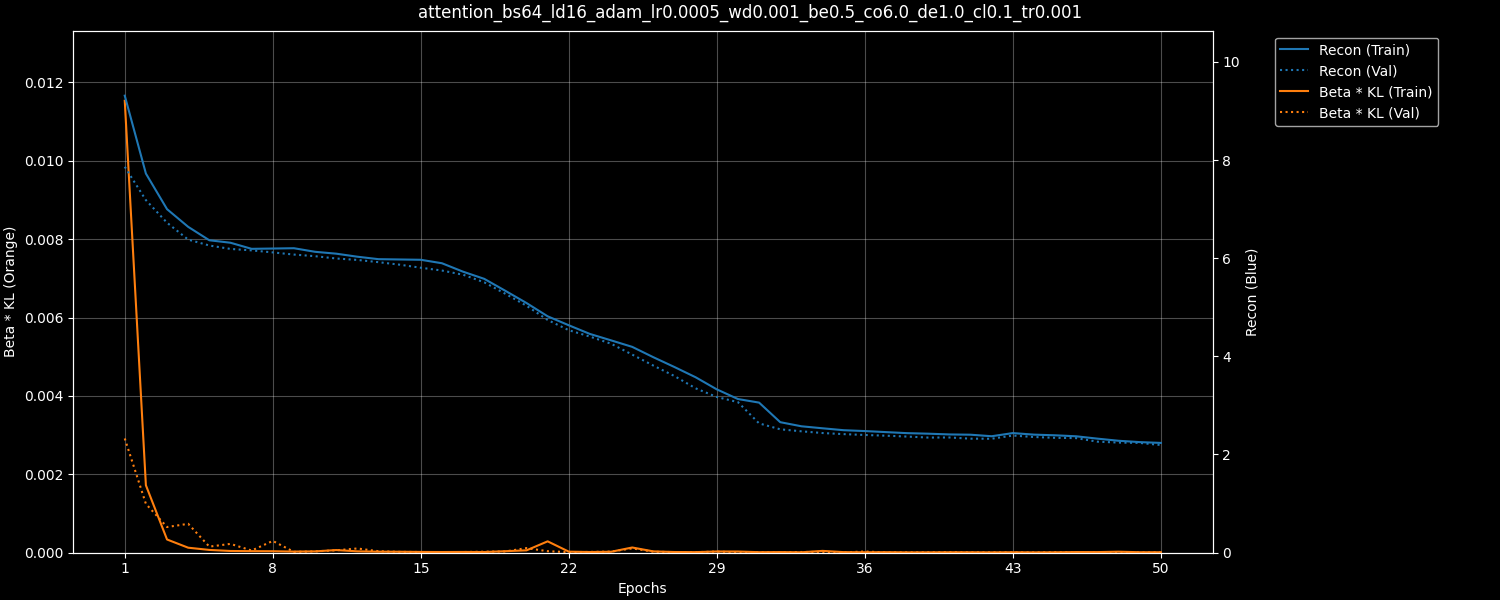 attention_bs64_ld16_adam_lr0.0005_wd0.001_be0.5_co6.0_de1.0_cl0.1_tr0.001
Beta * KL (Orange)
0.012
0.010
0.008
0.006
0.004
0.002
0.000
1
8
15
22
29
36
43
50
Epochs
10
8
6
4
2
0
Recon (Blue)
Recon (Train)
Recon (Val)
Beta * KL (Train)
Beta * KL (Val)